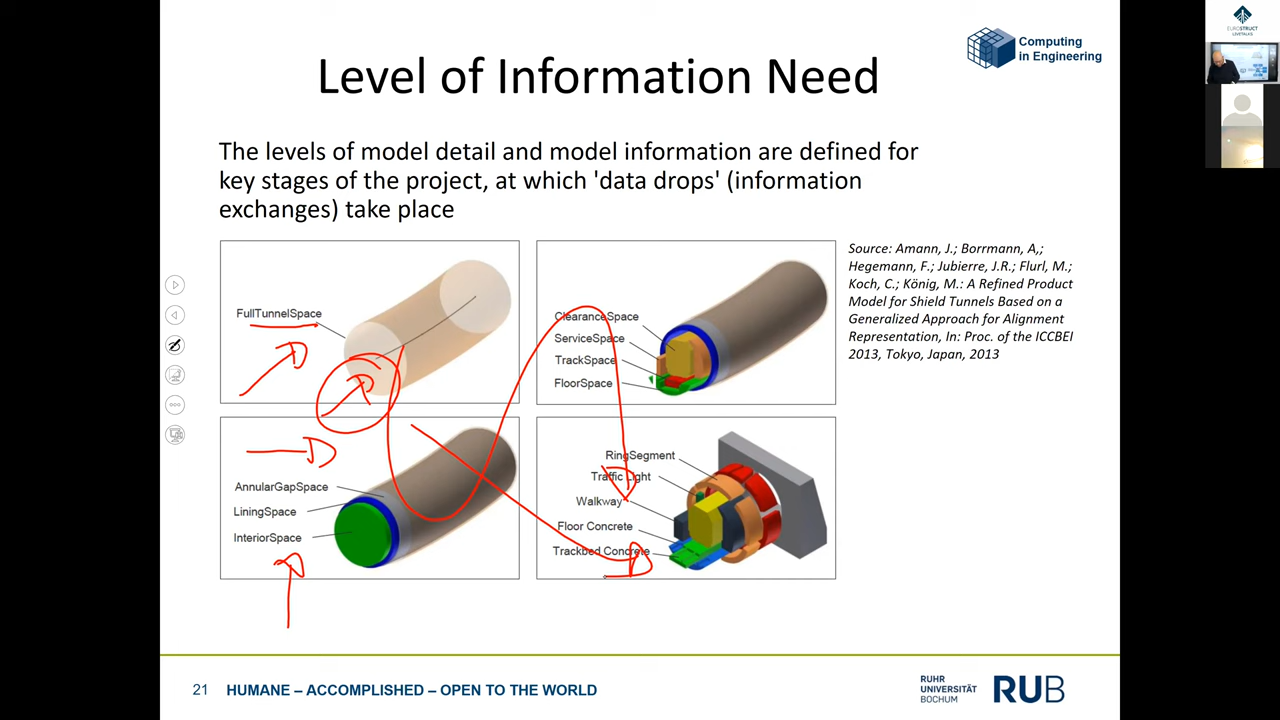 Computing
in Engineering
EUROSTRUCT
LIVETALKS
Level of Information Need
The levels of model detail and model information are defined for
key stages of the project, at which 'data drops' (information
exchanges) take place
FullTunnelSpace
ClearanceSpace
ServiceSpace
TrackSpace
FloorSpace
Source: Amann, J.; Borrmann, A,;
Hegemann, F.; Jubierre, J.R.; Flurl, M.;
Koch, C.; König, M.: A Refined Product
Model for Shield Tunnels Based on a
Generalized Approach for Alignment
Representation, In: Proc. of the ICCBEI
2013, Tokyo, Japan, 2013
AnnularGapSpace
LiningSpace
InteriorSpace
RingSegment
Traffic Light
Walkway
Floor Concrete
Trackbed Concrete
21 HUMANE – ACCOMPLISHED – OPEN TO THE WORLD
RUHR
UNIVERSITÄT
BOCHUM
RUB